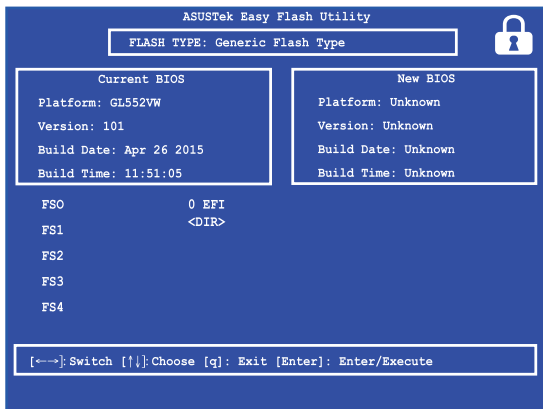 ASUSTek Easy Flash Utility
FLASH TYPE: Generic Flash Type
Current BIOS
Platform: GL552VW
Version: 101
Build Date: Apr 26 2015
Build Time: 11:51:05
New BIOS
Platform: Unknown
Version: Unknown
Build Date: Unknown
Build Time: Unknown
FSO
FS1
FS2
FS3
FS4
0 EFI
<DIR>
[←→]: Switch [↑↓]: Choose [q]: Exit [Enter]: Enter/Execute